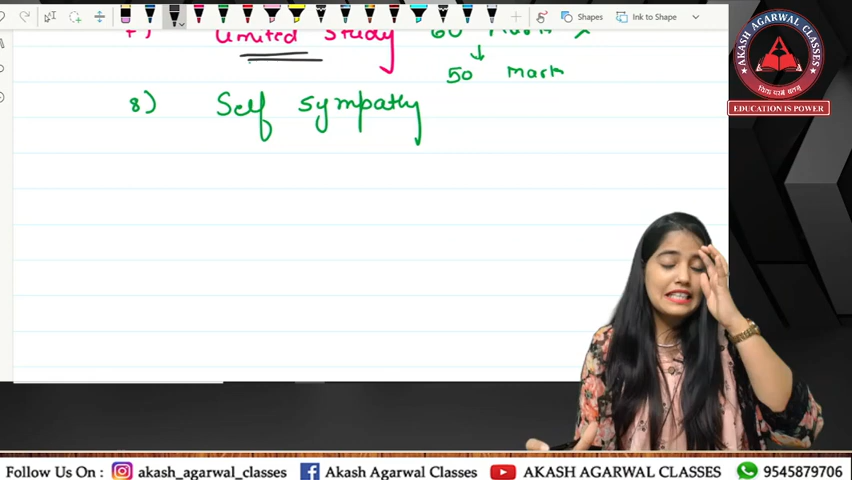 7) Limited Study 60
50 Mark
8) Self sympathy
Shapes Ink to Shape
AKASH AGARWAL CLASSES
EDUCATION IS POWER
Follow Us On : akash_agarwal_classes Akash Agarwal Classes AKASH AGARWAL CLASSES 9545879706